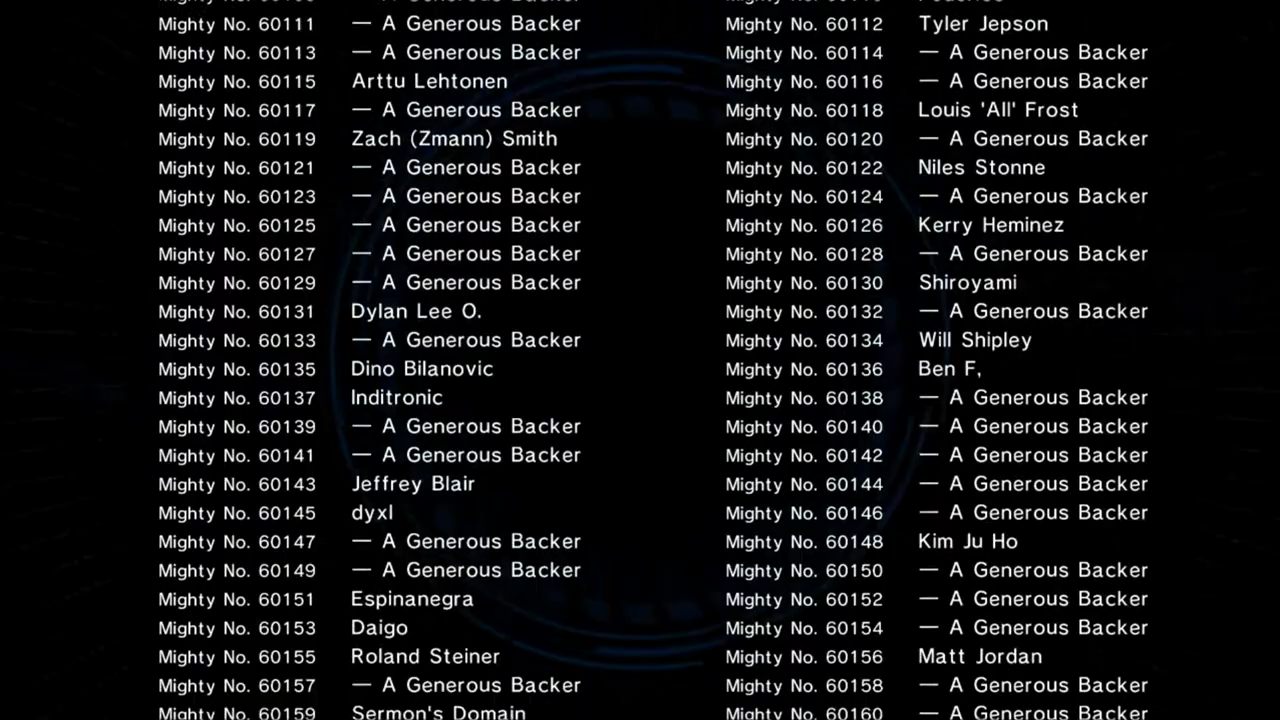 Mighty No. 60111 — A Generous Backer Mighty No. 60112 Tyler Jepson
Mighty No. 60113 — A Generous Backer Mighty No. 60114 — A Generous Backer
Mighty No. 60115 Arttu Lehtonen Mighty No. 60116 — A Generous Backer
Mighty No. 60117 — A Generous Backer Mighty No. 60118 Louis 'All' Frost
Mighty No. 60119 Zach (Zmann) Smith Mighty No. 60120 — A Generous Backer
Mighty No. 60121 — A Generous Backer Mighty No. 60122 Niles Stonne
Mighty No. 60123 — A Generous Backer Mighty No. 60124 — A Generous Backer
Mighty No. 60125 — A Generous Backer Mighty No. 60126 Kerry Heminez
Mighty No. 60127 — A Generous Backer Mighty No. 60128 — A Generous Backer
Mighty No. 60129 — A Generous Backer Mighty No. 60130 Shiroyami
Mighty No. 60131 Dylan Lee O. Mighty No. 60132 — A Generous Backer
Mighty No. 60133 — A Generous Backer Mighty No. 60134 Will Shipley
Mighty No. 60135 Dino Bilanovic Mighty No. 60136 Ben F,
Mighty No. 60137 Inditronic Mighty No. 60138 — A Generous Backer
Mighty No. 60139 — A Generous Backer Mighty No. 60140 — A Generous Backer
Mighty No. 60141 — A Generous Backer Mighty No. 60142 — A Generous Backer
Mighty No. 60143 Jeffrey Blair Mighty No. 60144 — A Generous Backer
Mighty No. 60145 dyxl Mighty No. 60146 — A Generous Backer
Mighty No. 60147 — A Generous Backer Mighty No. 60148 Kim Ju Ho
Mighty No. 60149 — A Generous Backer Mighty No. 60150 — A Generous Backer
Mighty No. 60151 Espinanegra Mighty No. 60152 — A Generous Backer
Mighty No. 60153 Daigo Mighty No. 60154 — A Generous Backer
Mighty No. 60155 Roland Steiner Mighty No. 60156 Matt Jordan
Mighty No. 60157 — A Generous Backer Mighty No. 60158 — A Generous Backer
Mighty No. 60159 Sermon's Domain Mighty No. 60160 — A Generous Backer